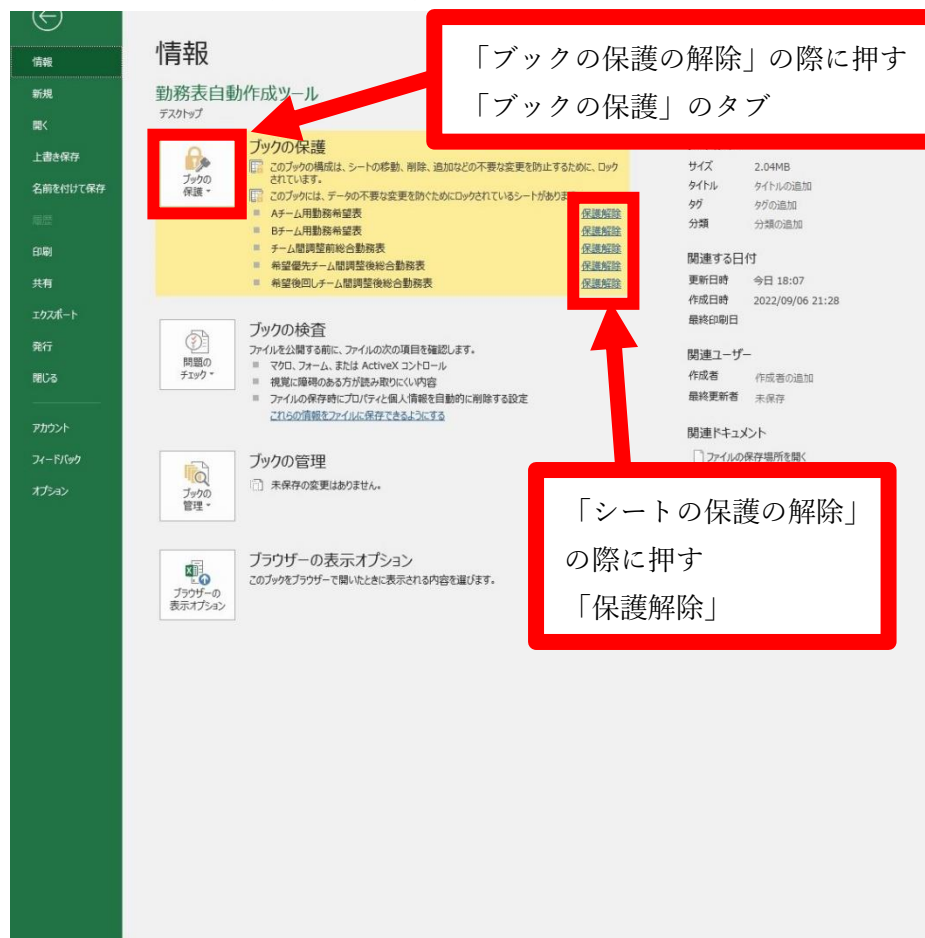 情報
新規
開く
上書き保存
名前を付けて保存
履歴
印刷
共有
エクスポート
発行
閉じる
アカウント
フィードバック
オプション
情報
勤務表自動作成ツール
デスクトップ
「ブックの保護の解除」の際に押す
「ブックの保護」のタブ
ブックの
保護
ブックの保護
このブックの構成は、シートの移動、削除、追加などの不要な変更を防止するために、ロック
されています。
このブックには、データの不要な変更を防ぐためにロックされているシートがあります
Aチーム用勤務希望表 保護解除
Bチーム用勤務希望表 保護解除
チーム間調整前総合勤務表 保護解除
希望優先チーム間調整後総合勤務表 保護解除
希望後回しチーム間調整後総合勤務表 保護解除
問題の
チェック
ブックの検査
ファイルを公開する前に、ファイルの次の項目を確認します。
マクロ、フォーム、または ActiveX コントロール
視覚に障碍のある方が読み取りにくい内容
ファイルの保存時にプロパティと個人情報を自動的に削除する設定
これらの情報をファイルに保存できるようにする
ブックの
管理
ブックの管理
未保存の変更はありません。
ブラウザーの
表示オプション
ブラウザーの表示オプション
このブックをブラウザーで開いたときに表示される内容を選びます。
サイズ 2.04MB
タイトル タイトルの追加
タグ タグの追加
分類 分類の追加
関連する日付
更新日時 今日 18:07
作成日時 2022/09/06 21:28
最終印刷日
関連ユーザー
作成者 作成者の追加
最終更新者 未保存
関連ドキュメント
ファイルの保存場所を開く
「シートの保護の解除」
の際に押す
「保護解除」